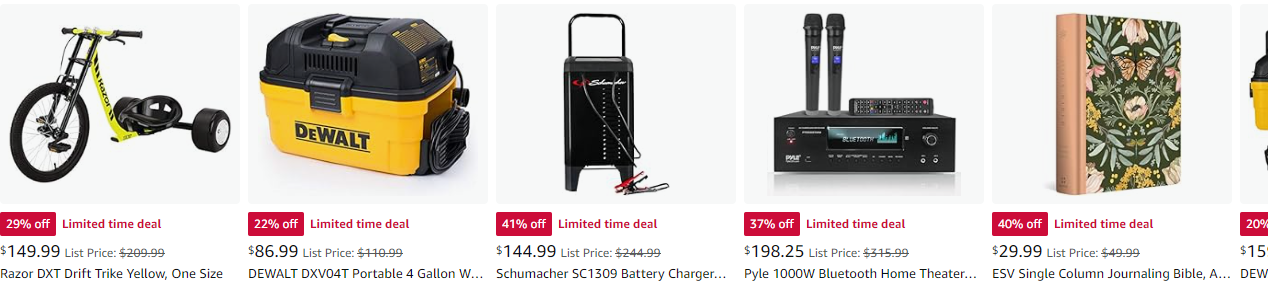 Razor
DEWALT
Schumacher
PYLE
BLUETOOTH
PYLE
29% off Limited time deal
$149.99 List Price: $209.99
Razor DXT Drift Trike Yellow, One Size
22% off Limited time deal
$86.99 List Price: $110.99
DEWALT DXV04T Portable 4 Gallon W...
41% off Limited time deal
$144.99 List Price: $244.99
Schumacher SC1309 Battery Charger...
37% off Limited time deal
$198.25 List Price: $315.99
Pyle 1000W Bluetooth Home Theater...
40% off Limited time deal
$29.99 List Price: $49.99
ESV Single Column Journaling Bible, A...
20%
$15
DEW